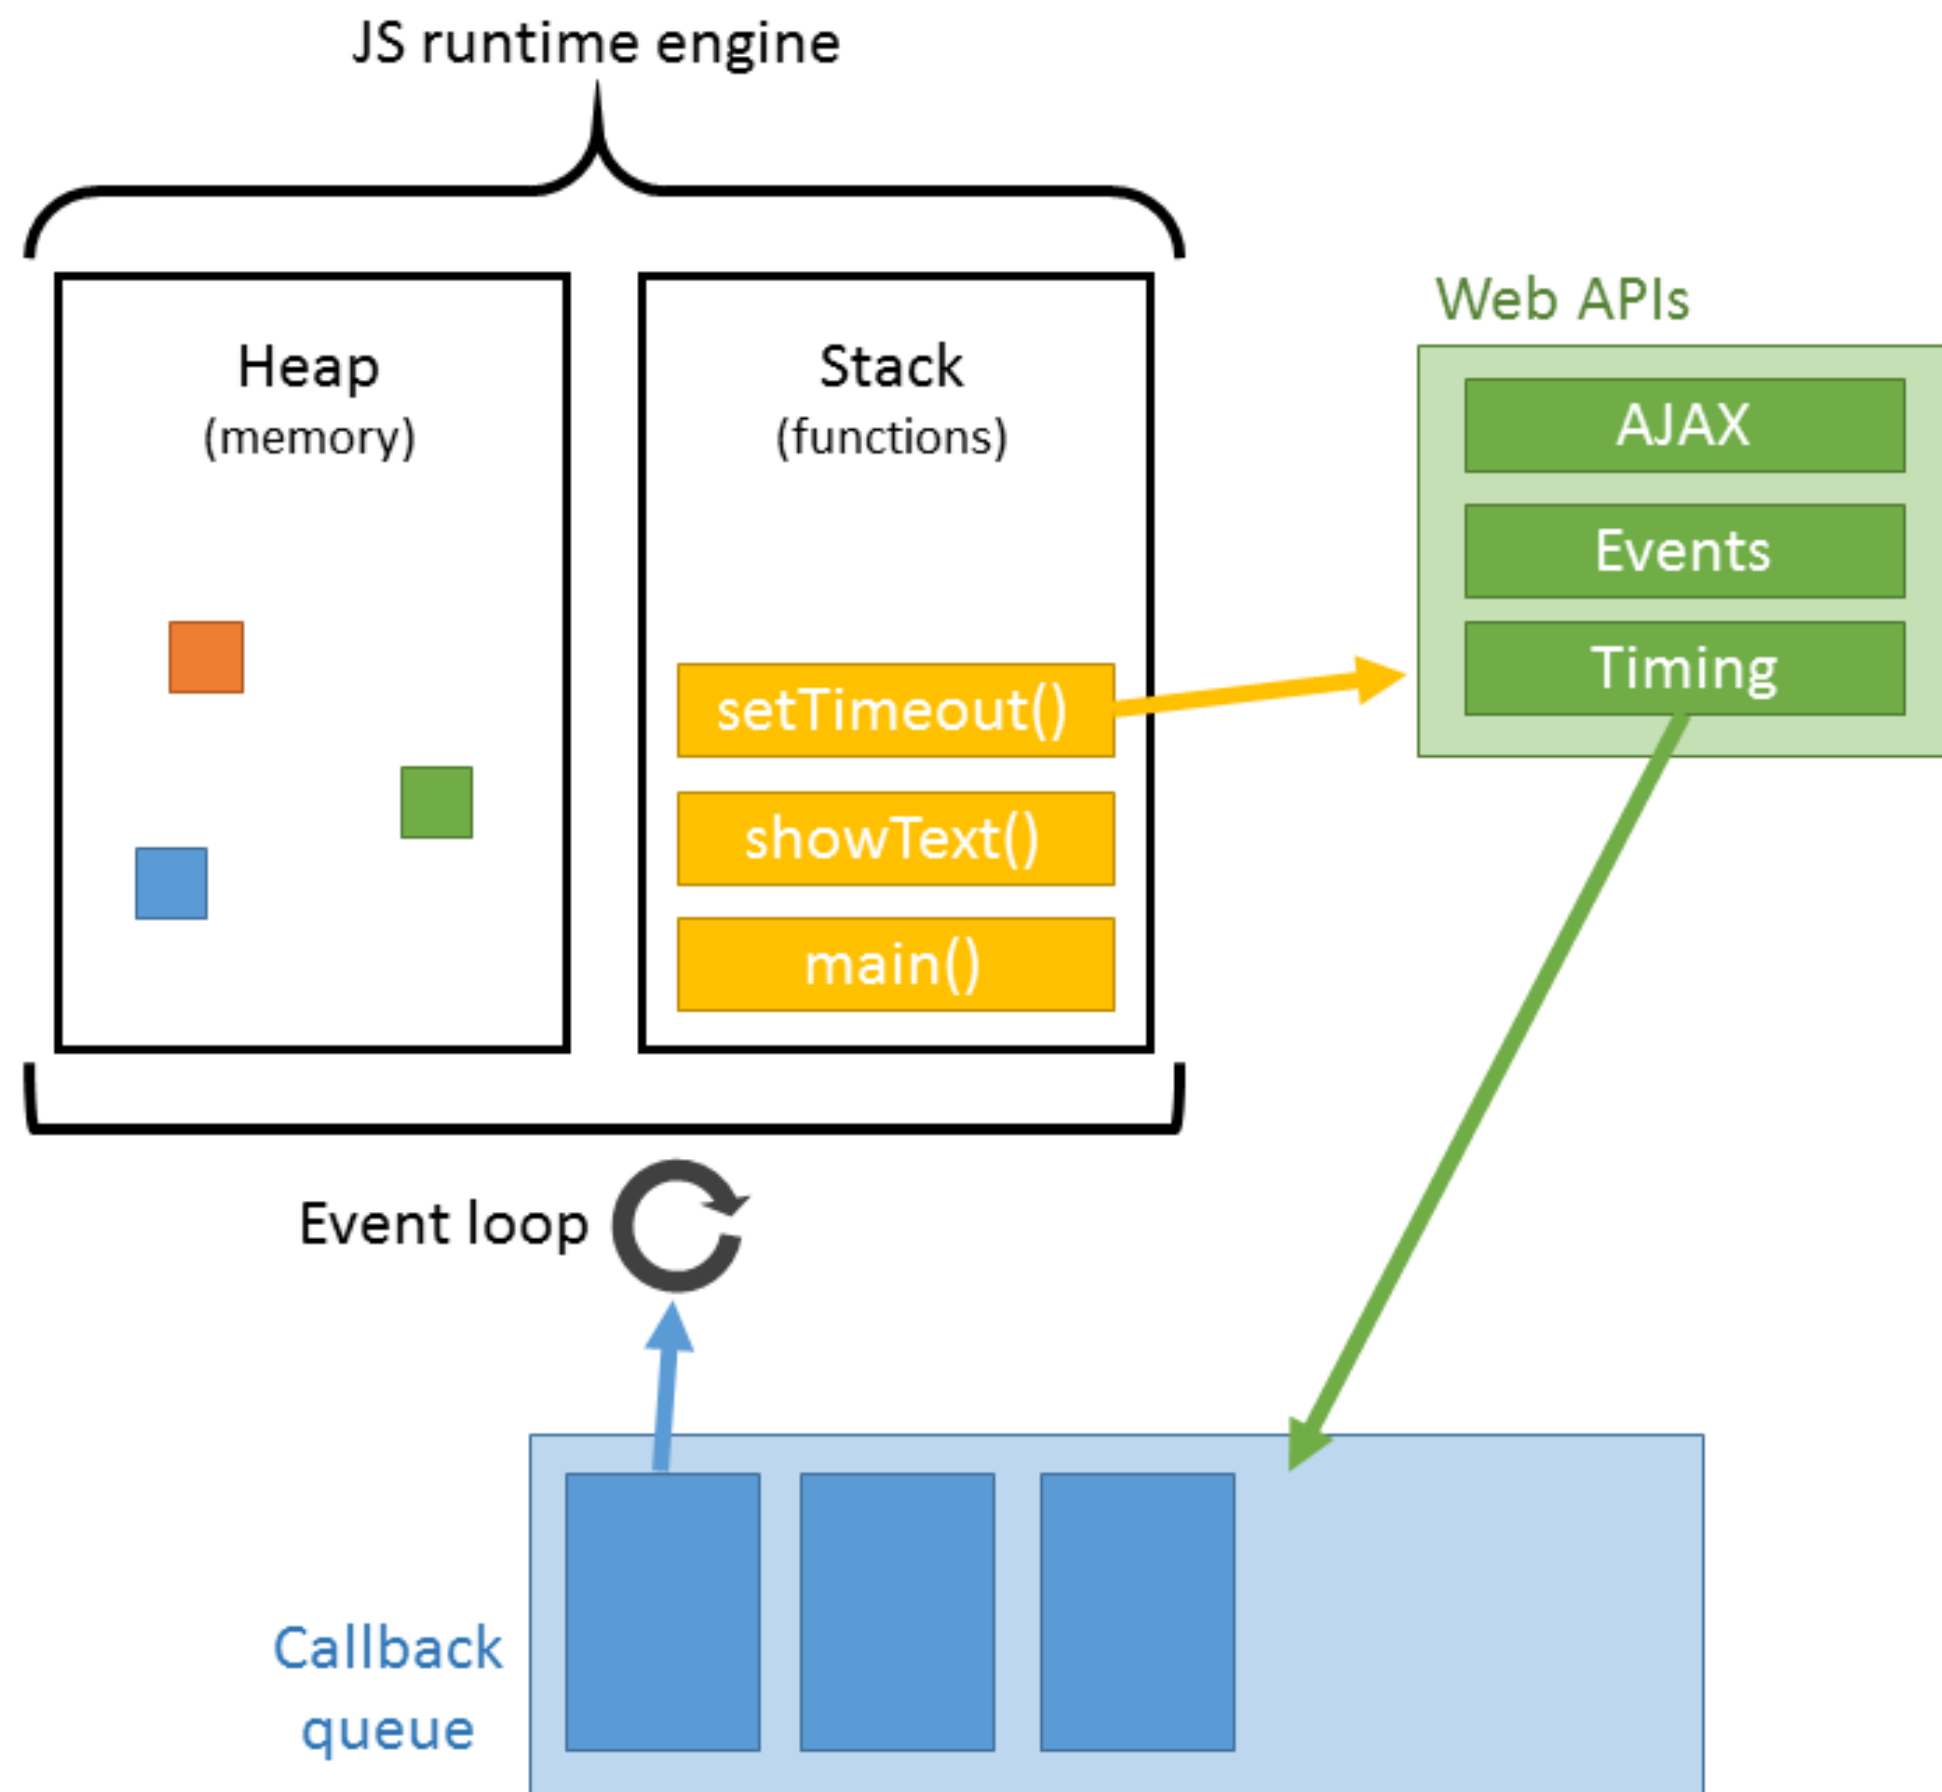 JS runtime engine
Heap
(memory)
Stack
(functions)
setTimeout()
showText()
main()
Web APIs
AJAX
Events
Timing
Event loop
Callback
queue